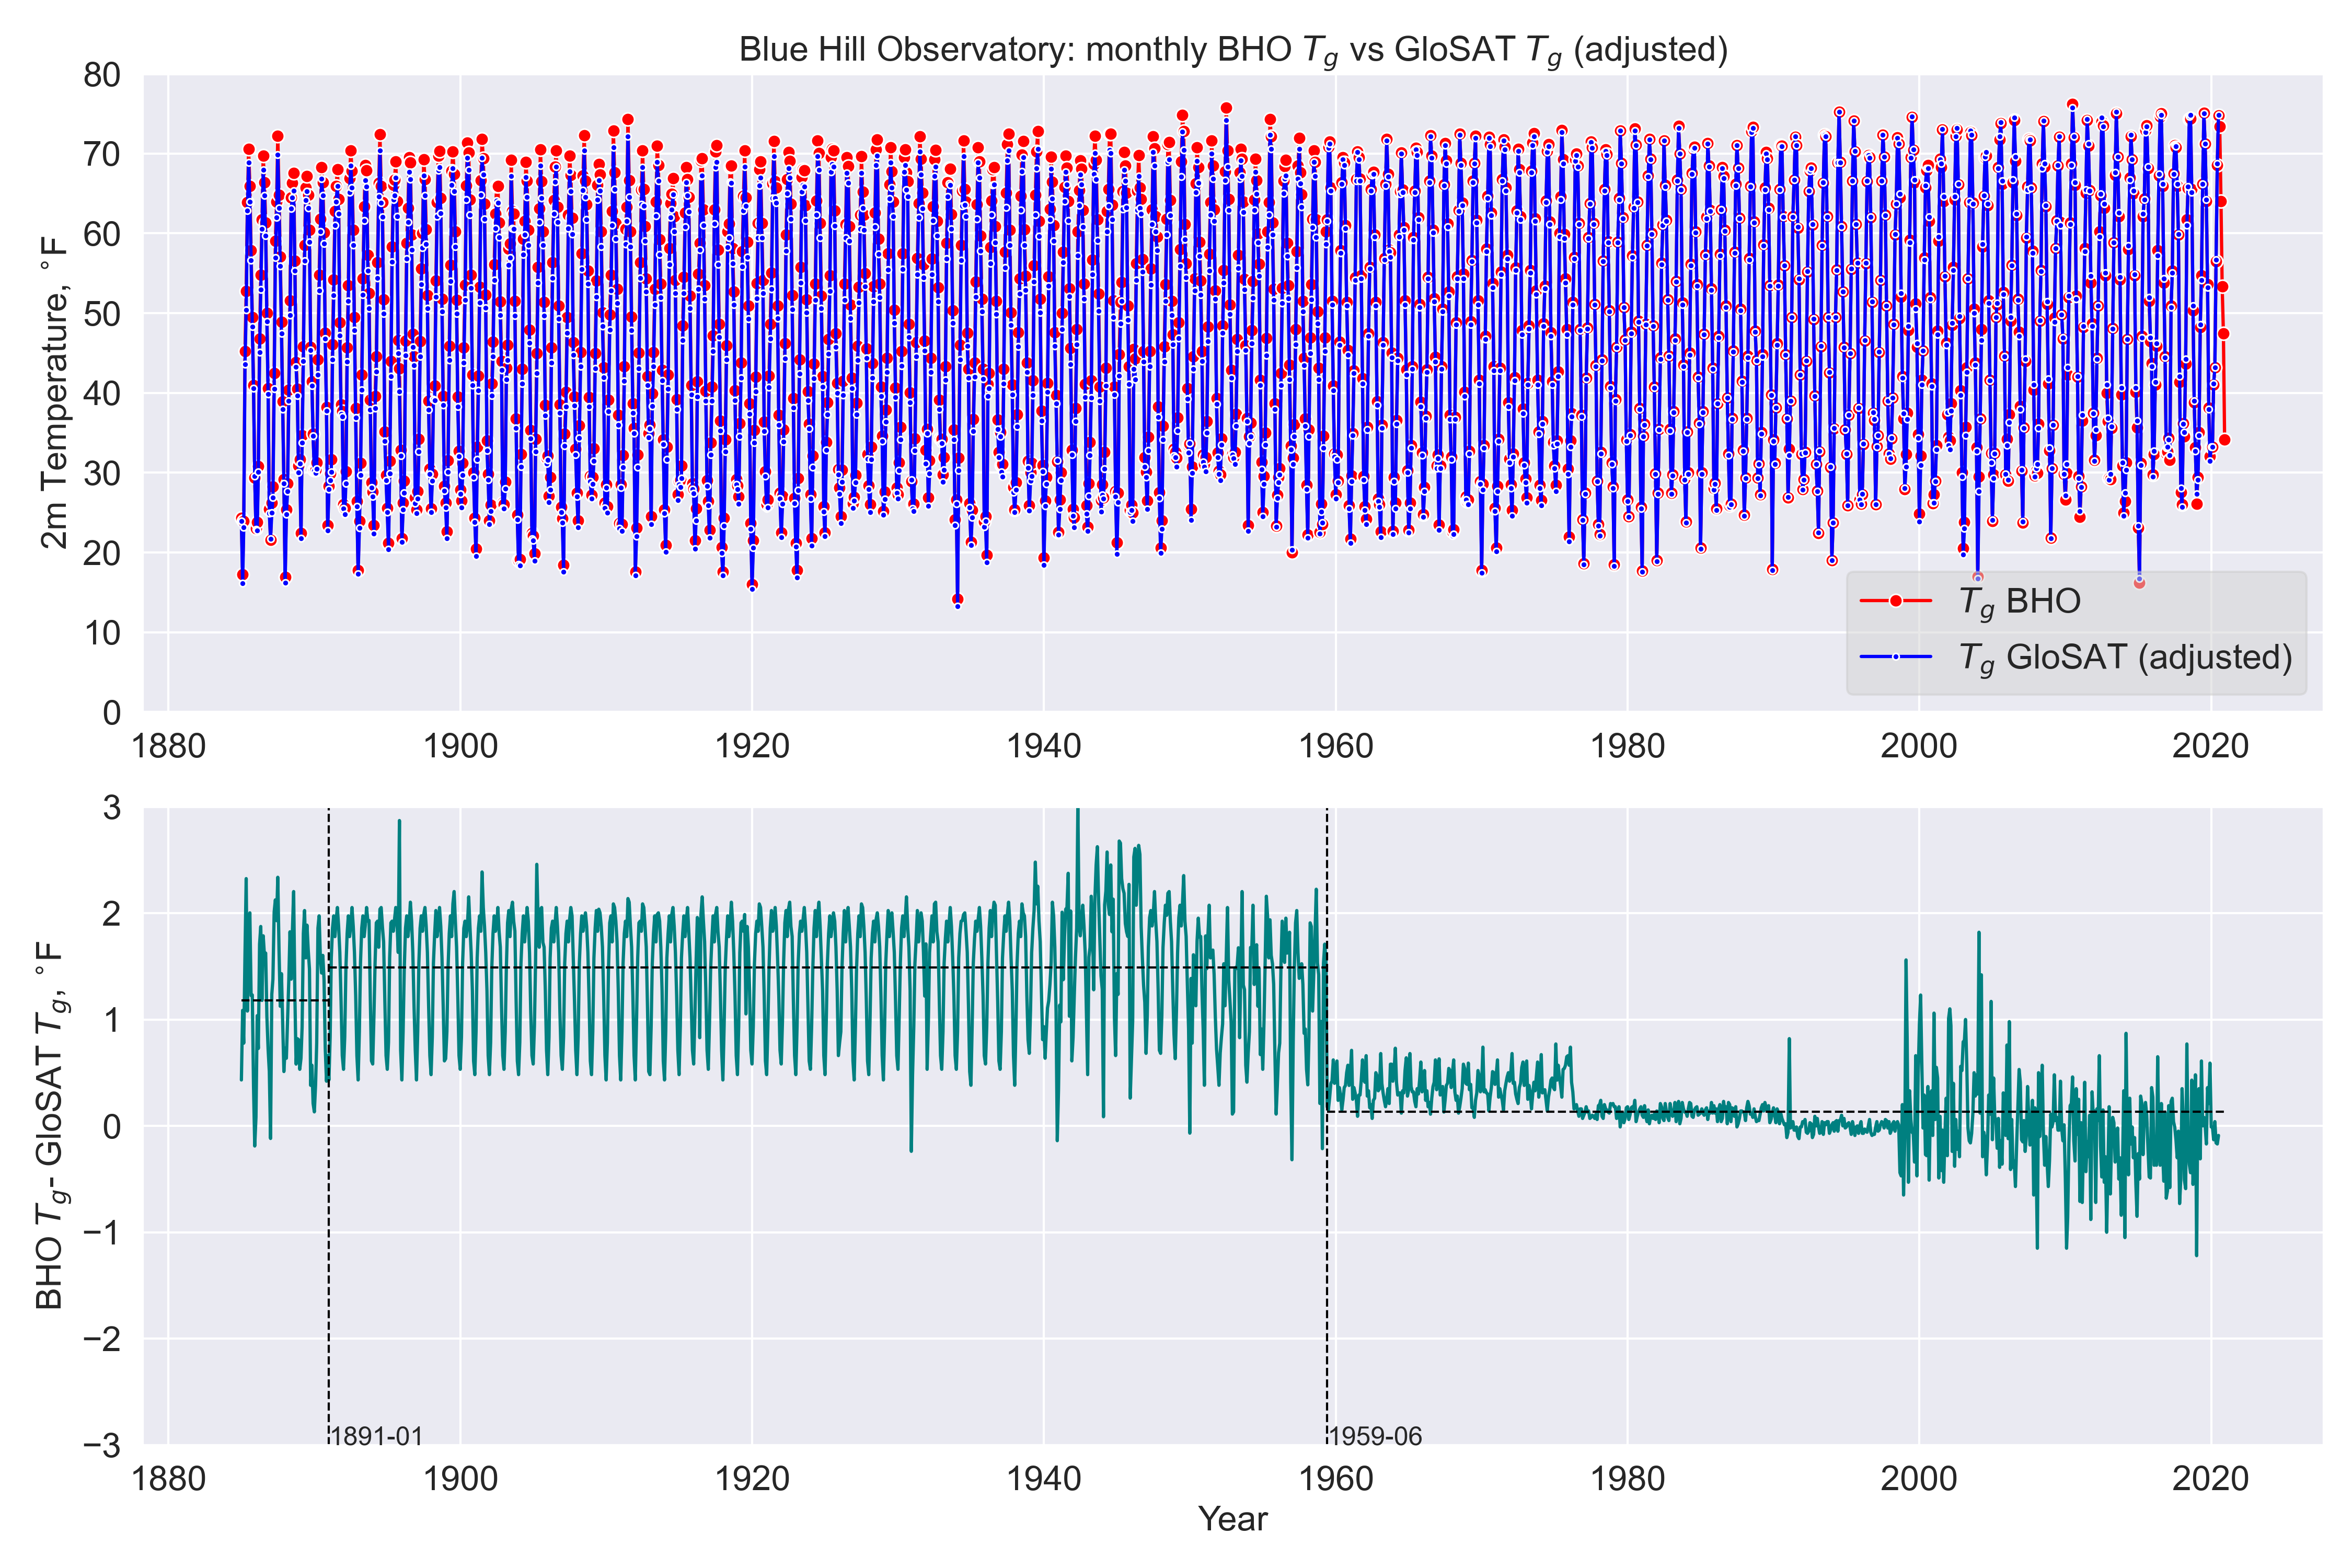 Blue Hill Observatory: monthly BHO Tg vs GloSAT Tg (adjusted)
80
70
60
50
40
30
20
10
0
2m Temperature, °F
Tg BHO
Tg GloSAT (adjusted)
1880 1900 1920 1940 1960 1980 2000 2020
3
2
1
0
−1
−2
−3
BHO Tg- GloSAT Tg, °F
1891-01
1959-06
1880 1900 1920 1940 1960 1980 2000 2020
Year